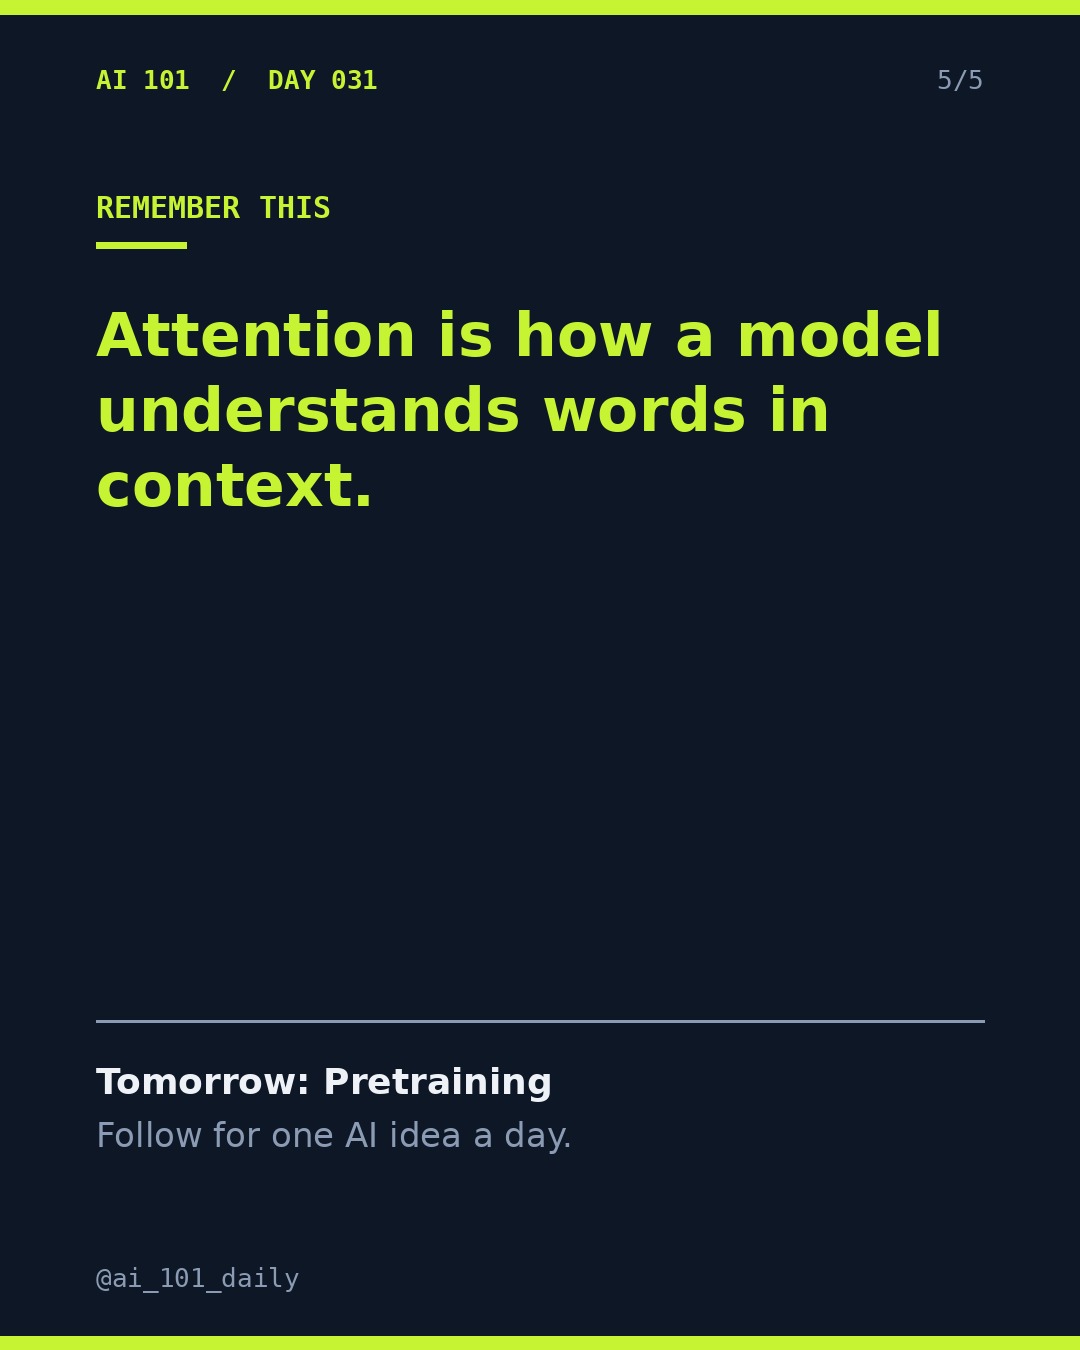 AI 101 / DAY 031
5/5
REMEMBER THIS
Attention is how a model
understands words in
context.
Tomorrow: Pretraining
Follow for one AI idea a day.
@ai_101_daily